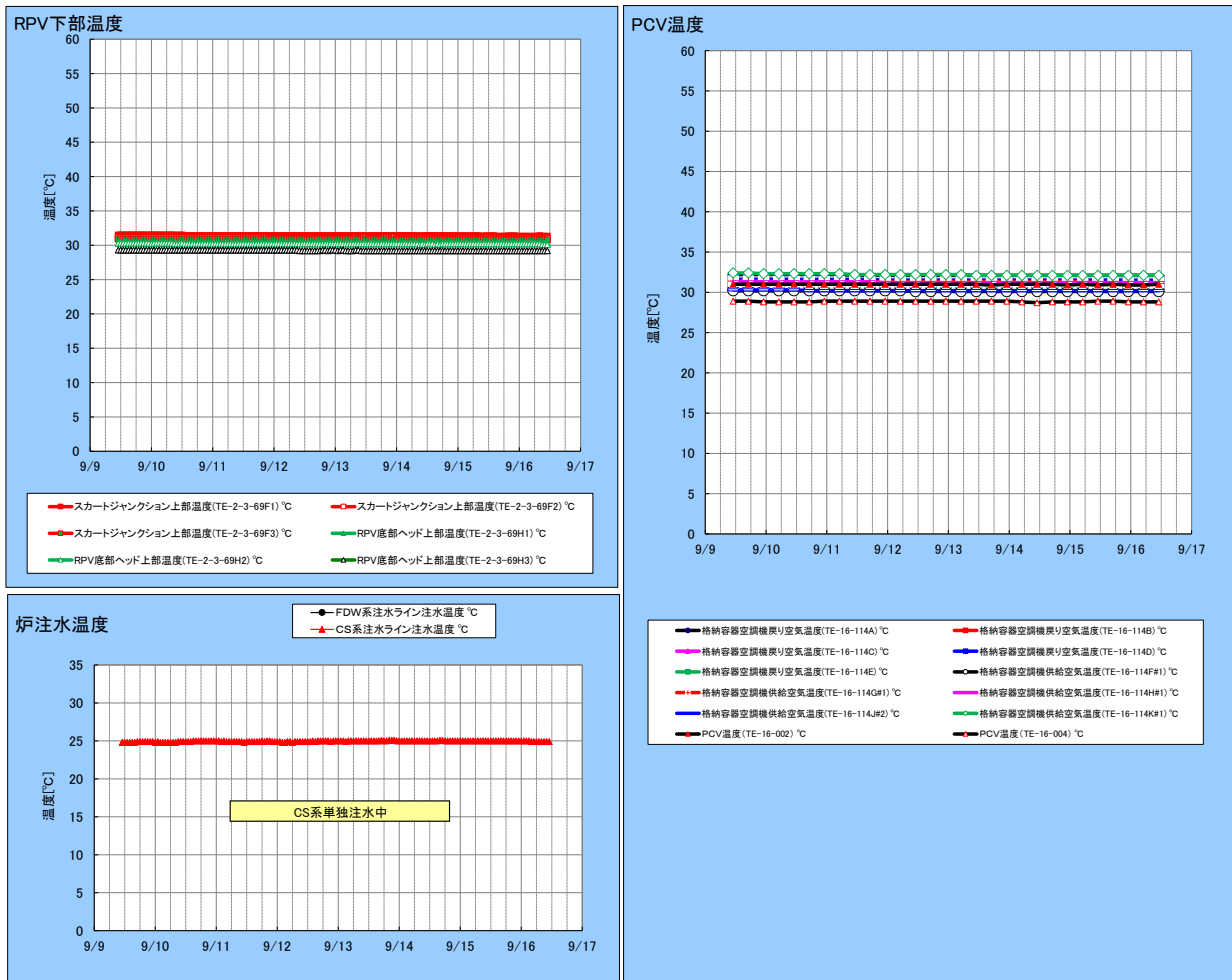 RPV下部温度
60
55
50
45
40
35
30
25
20
15
10
5
0
温度[℃]
9/9 9/10 9/11 9/12 9/13 9/14 9/15 9/16 9/17
スカートジャンクション上部温度(TE-2-3-69F1)℃ スカートジャンクション上部温度(TE-2-3-69F2)℃
スカートジャンクション上部温度(TE-2-3-69F3)℃ RPV底部ヘッド上部温度(TE-2-3-69H1)℃
RPV底部ヘッド上部温度(TE-2-3-69H2)℃ RPV底部ヘッド上部温度(TE-2-3-69H3)℃
炉注水温度
FDW系注水ライン注水温度 ℃
CS系注水ライン注水温度 ℃
35
30
25
20
15
10
5
0
温度[℃]
CS系単独注水中
9/9 9/10 9/11 9/12 9/13 9/14 9/15 9/16 9/17
PCV温度
60
55
50
45
40
35
30
25
20
15
10
5
0
温度[℃]
9/9 9/10 9/11 9/12 9/13 9/14 9/15 9/16 9/17
格納容器空調機戻り空気温度(TE-16-114A)℃ 格納容器空調機戻り空気温度(TE-16-114B)℃
格納容器空調機戻り空気温度(TE-16-114C)℃ 格納容器空調機戻り空気温度(TE-16-114D)℃
格納容器空調機戻り空気温度(TE-16-114E)℃ 格納容器空調機供給空気温度(TE-16-114F#1)℃
格納容器空調機供給空気温度(TE-16-114G#1)℃ 格納容器空調機供給空気温度(TE-16-114H#1)℃
格納容器空調機供給空気温度(TE-16-114J#2)℃ 格納容器空調機供給空気温度(TE-16-114K#1)℃
PCV温度(TE-16-002)℃ PCV温度(TE-16-004)℃